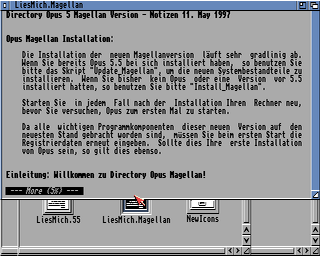 LiesMich.Magellan
Directory Opus 5 Magellan Version - Notizen 11. May 1997
Opus Magellan Installation:
Die Installation der neuen Magellanversion läuft sehr gradlinig ab.
Wenn Sie bereits Opus 5.5 bei sich installiert haben, so benutzen Sie
bitte das Skript "Update_Magellan", um die neuen Systembestandteile zu
installieren. Wenn Sie bisher kein Opus oder eine Version vor 5.5
installiert hatten, so benutzen Sie bitte "Install_Magellan".
Starten Sie in jedem Fall nach der Installation Ihren Rechner neu,
bevor Sie versuchen, Opus zum ersten Mal zu starten.
Da alle wichtigen Programmkomponenten dieser neuen Version auf den
neuesten Stand gebracht worden sind, müssen Sie beim ersten Start die
Registrierdaten erneut eingeben. Sollte dies Ihre erste Installation
von Opus sein, so gilt dies ebenso.
Einleitung: Willkommen zu Directory Opus Magellan!
--- More (5%) ---
LiesMich.55
LiesMich.Magellan
NewIcons